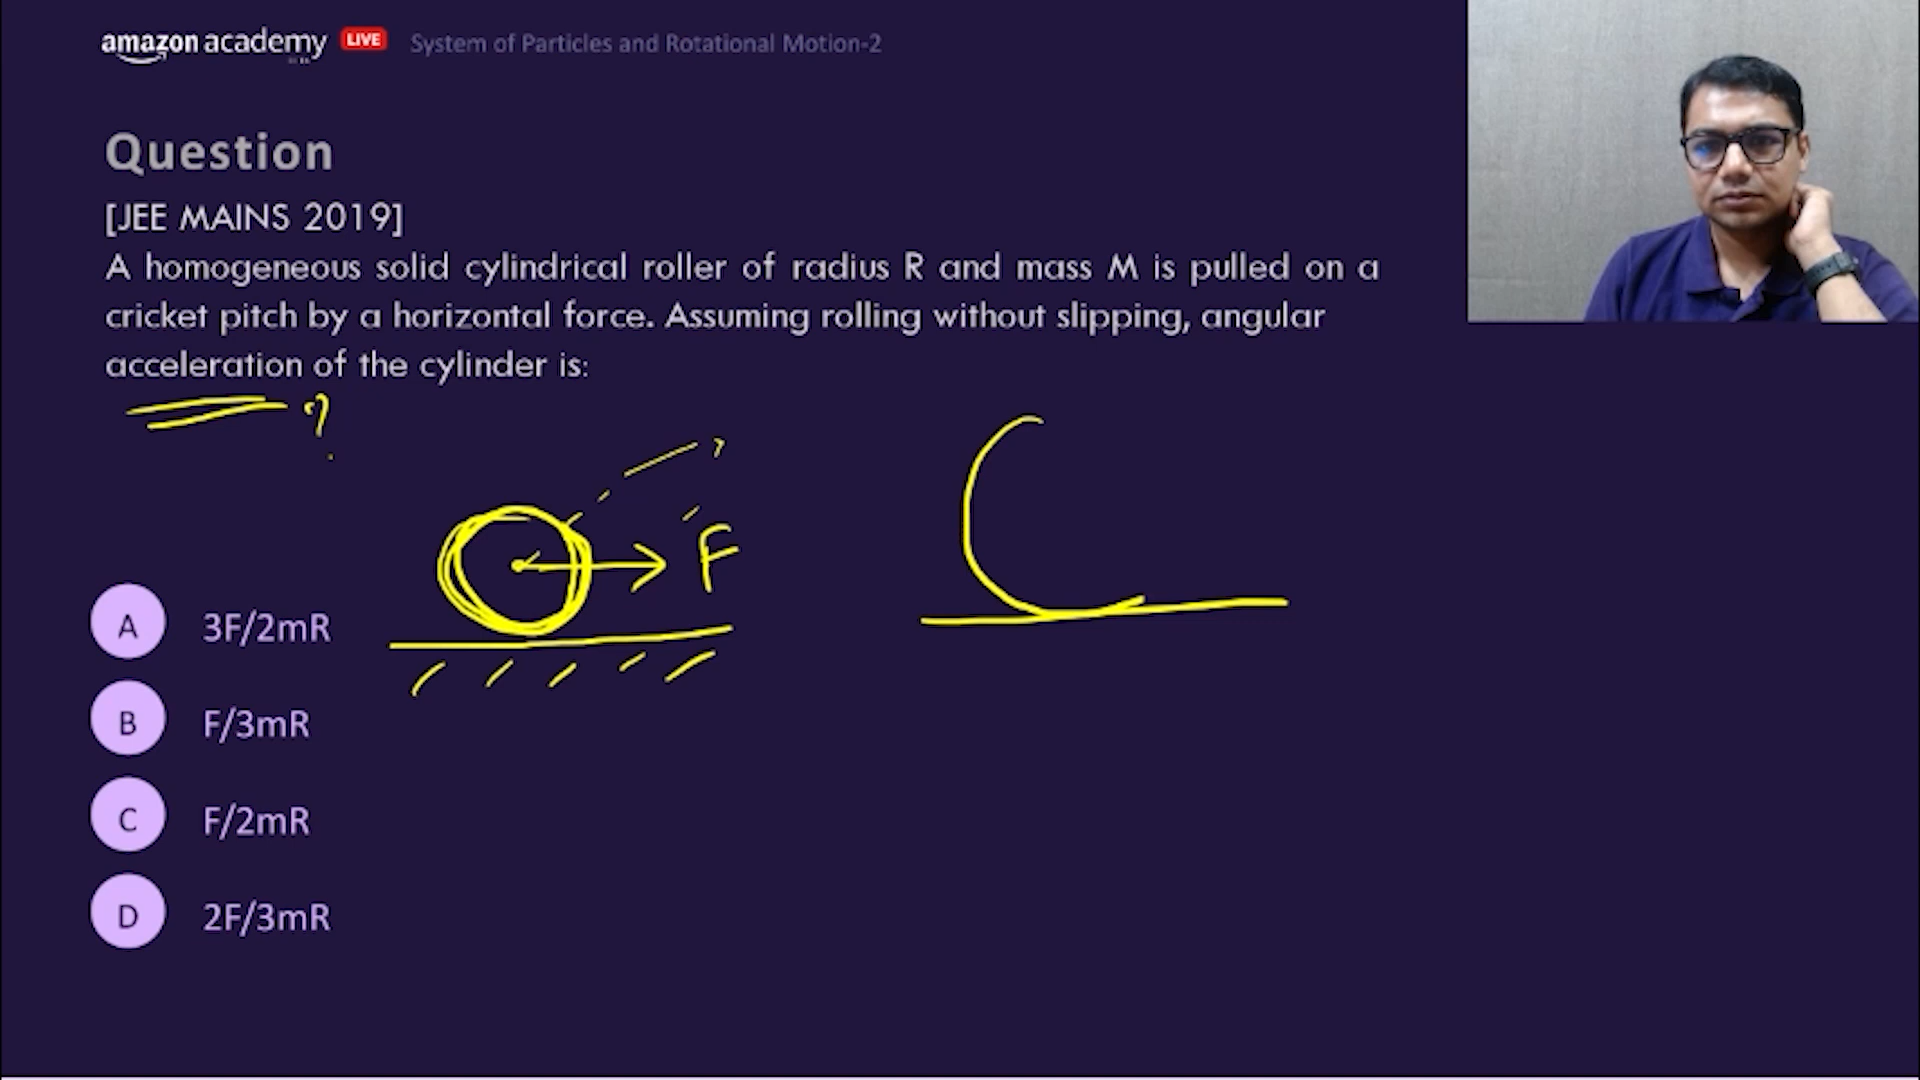 amazon academy LIVE System of Particles and Rotational Motion-2
Question
[JEE MAINS 2019]
A homogeneous solid cylindrical roller of radius R and mass M is pulled on a
cricket pitch by a horizontal force. Assuming rolling without slipping, angular
acceleration of the cylinder is:
?
F
A 3F/2mR
B F/3mR
C F/2mR
D 2F/3mR